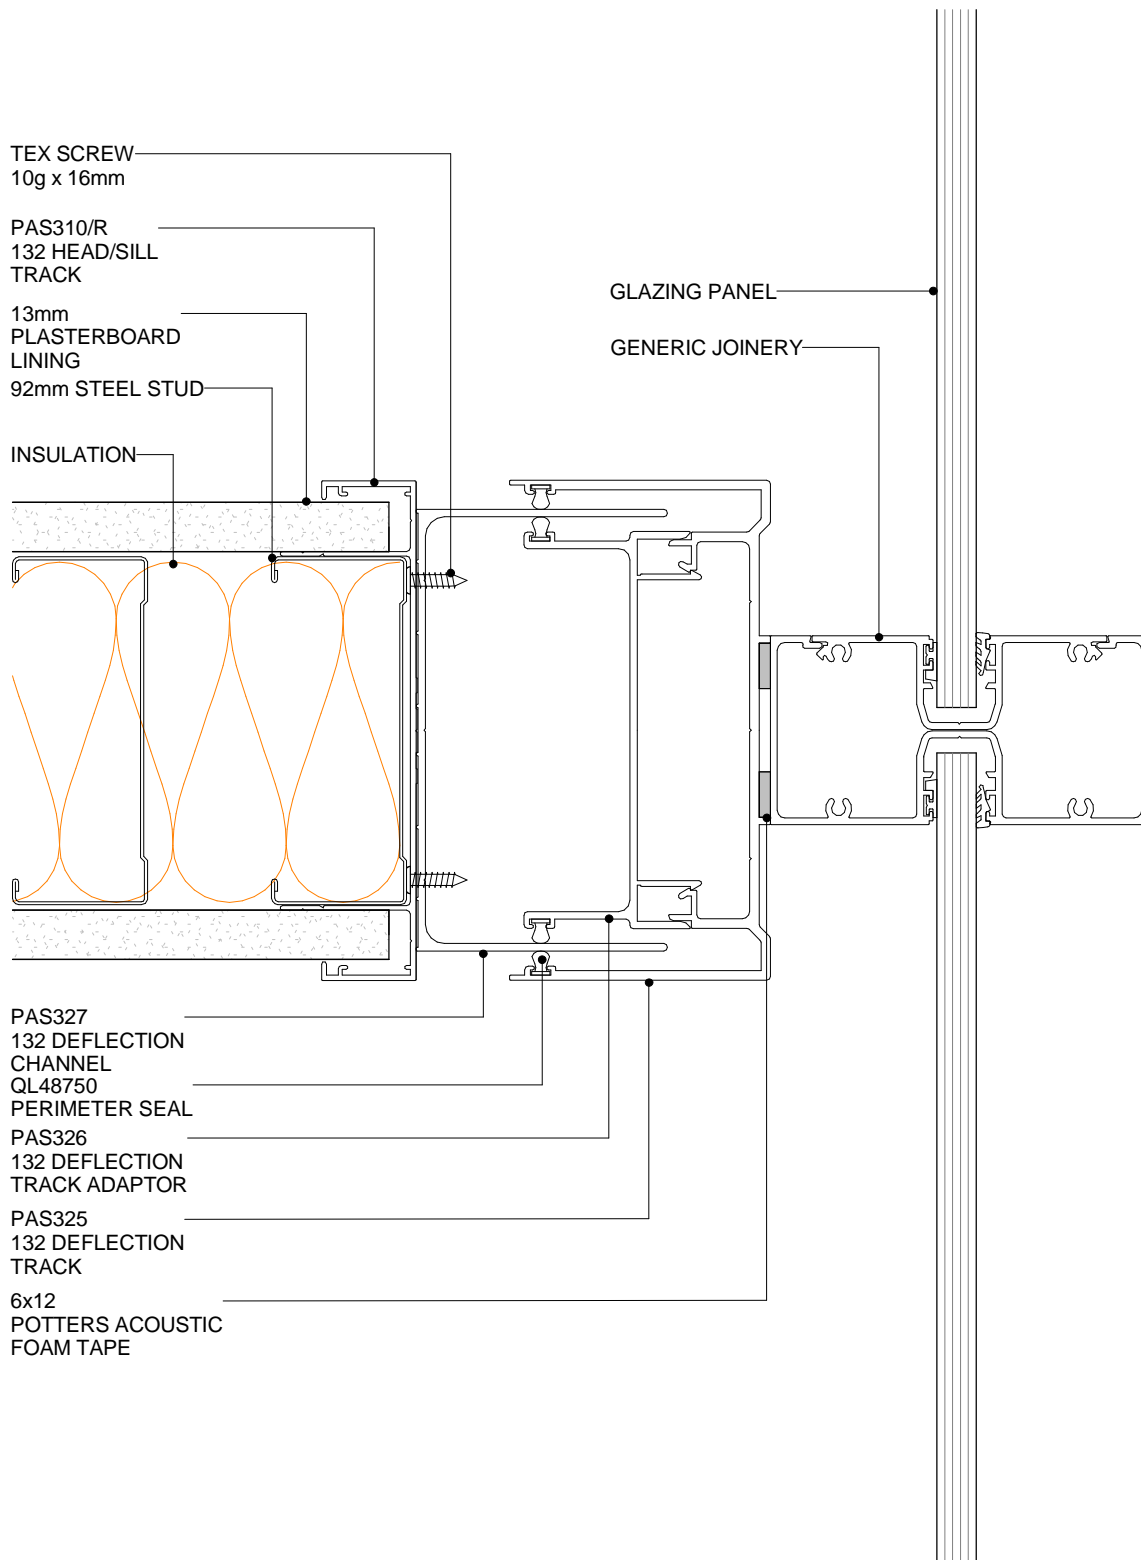 TEX SCREW
10g x 16mm
PAS310/R
132 HEAD/SILL
TRACK
13mm
PLASTERBOARD
LINING
92mm STEEL STUD
INSULATION
GLAZING PANEL
GENERIC JOINERY
PAS327
132 DEFLECTION
CHANNEL
QL48750
PERIMETER SEAL
PAS326
132 DEFLECTION
TRACK ADAPTOR
PAS325
132 DEFLECTION
TRACK
6x12
POTTERS ACOUSTIC
FOAM TAPE